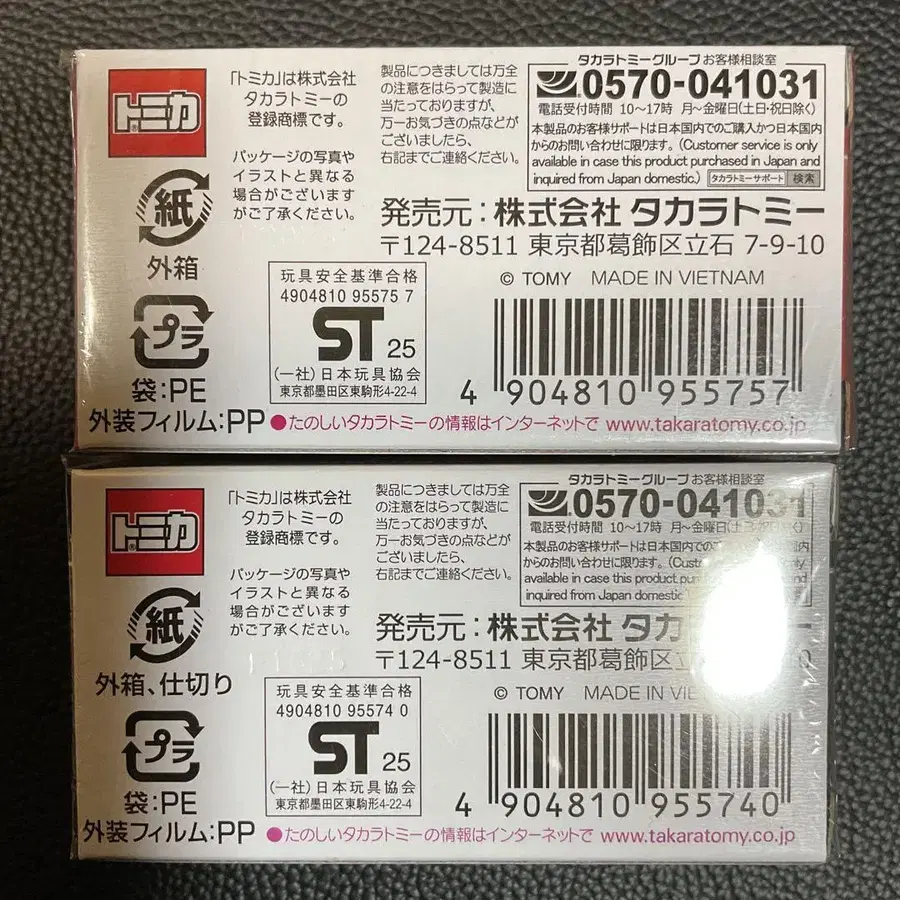 トミカ
「トミカ」は株式会社
タカラトミーの
登録商標です。
パッケージの写真や
イラストと異なる
場合がございます
がご了承ください。
製品につきましては万全
の注意をはらって製造に
当たっておりますが、
万一お気づきの点などが
ございましたら、
右記までご連絡ください。
タカラトミーグループ お客様相談室
0570-041031
電話受付時間 10～17時 月～金曜日(土日・祝日除く)
本製品のお客様サポートは日本国内でのご購入かつ日本国内
からのお問い合わせに限ります。(Customer service is only
available in case this product purchased in Japan and
inquired from Japan domestic.) タカラトミーサポート 検索
発売元：株式会社 タカラトミー
〒124-8511 東京都葛飾区立石 7-9-10
© TOMY MADE IN VIETNAM
紙
外箱
プラ
袋：PE
外装フィルム：PP
玩具安全基準合格
4904810 95575 7
ST 25
(一社)日本玩具協会
東京都墨田区東駒形4-22-4
4 904810 955757
●たのしいタカラトミーの情報はインターネットで www.takaratomy.co.jp
トミカ
「トミカ」は株式会社
タカラトミーの
登録商標です。
パッケージの写真や
イラストと異なる
場合がございます
がご了承ください。
製品につきましては万全
の注意をはらって製造に
当たっておりますが、
万一お気づきの点などが
ございましたら、
右記までご連絡ください。
タカラトミーグループ お客様相談室
0570-041031
電話受付時間 10～17時 月～金曜日(土日・祝日除く)
本製品のお客様サポートは日本国内での
からのお問い合わせに限ります。
available in case this product
inquired from Japan domestic
発売元：株式会社 タカ ミー
〒124-8511 東京都葛飾区立 0
© TOMY MADE IN VIE
紙
外箱、仕切り
プラ
袋：PE
外装フィルム：PP
玩具安全基準合格
4904810 95574 0
ST 25
(一社)日本玩具協会
東京都墨田区東駒形4-22-4
4 904810 955740
●たのしいタカラトミーの情報はインターネットで www.takaratomy.co.jp